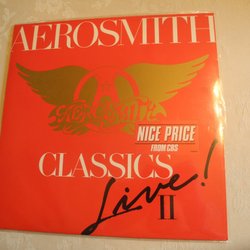 AEROSMITH
AEROSMITH
NICE PRICE
FROM CBS
CLASSICS
Live!
II